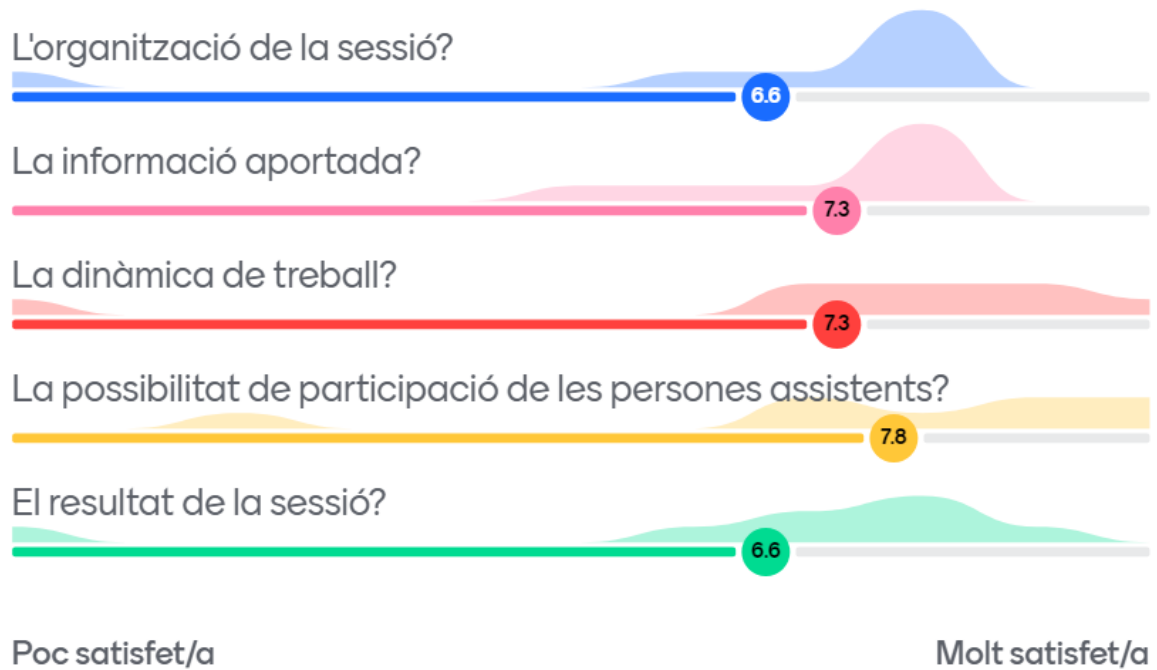 L'organització de la sessió?
6.6
La informació aportada?
7.3
La dinàmica de treball?
7.3
La possibilitat de participació de les persones assistents?
7.8
El resultat de la sessió?
6.6
Poc satisfet/a Molt satisfet/a